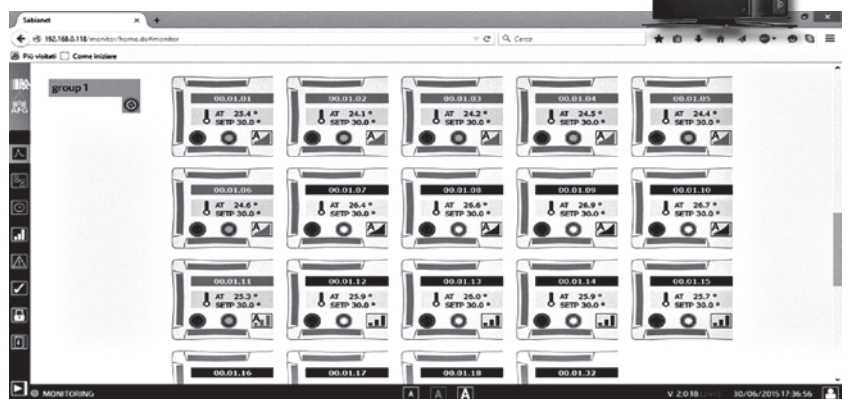 Sabianet
192.168.0.118/monitor/home.do#monitor
Cerca
Più visitati Come iniziere
group 1
00.01.01 00.01.02 00.01.03 00.01.04 00.01.05
AT 25.4° AT 24.1° AT 24.2° AT 24.5° AT 24.4°
SETP 30.0° SETP 30.0° SETP 30.0° SETP 30.0° SETP 30.0°
A A A A A
00.01.06 00.01.07 00.01.08 00.01.09 00.01.10
AT 24.6° AT 26.4° AT 26.6° AT 26.9° AT 26.7°
SETP 30.0° SETP 30.0° SETP 30.0° SETP 30.0° SETP 30.0°
A A A A A
00.01.11 00.01.12 00.01.13 00.01.14 00.01.15
AT 25.3° AT 25.9° AT 26.0° AT 25.9° AT 25.7°
SETP 30.0° SETP 30.0° SETP 30.0° SETP 30.0° SETP 30.0°
A
00.01.16 00.01.17 00.01.18 00.01.32
MONITORING A A A V. 2.0.18 30/06/2015 17:36:56